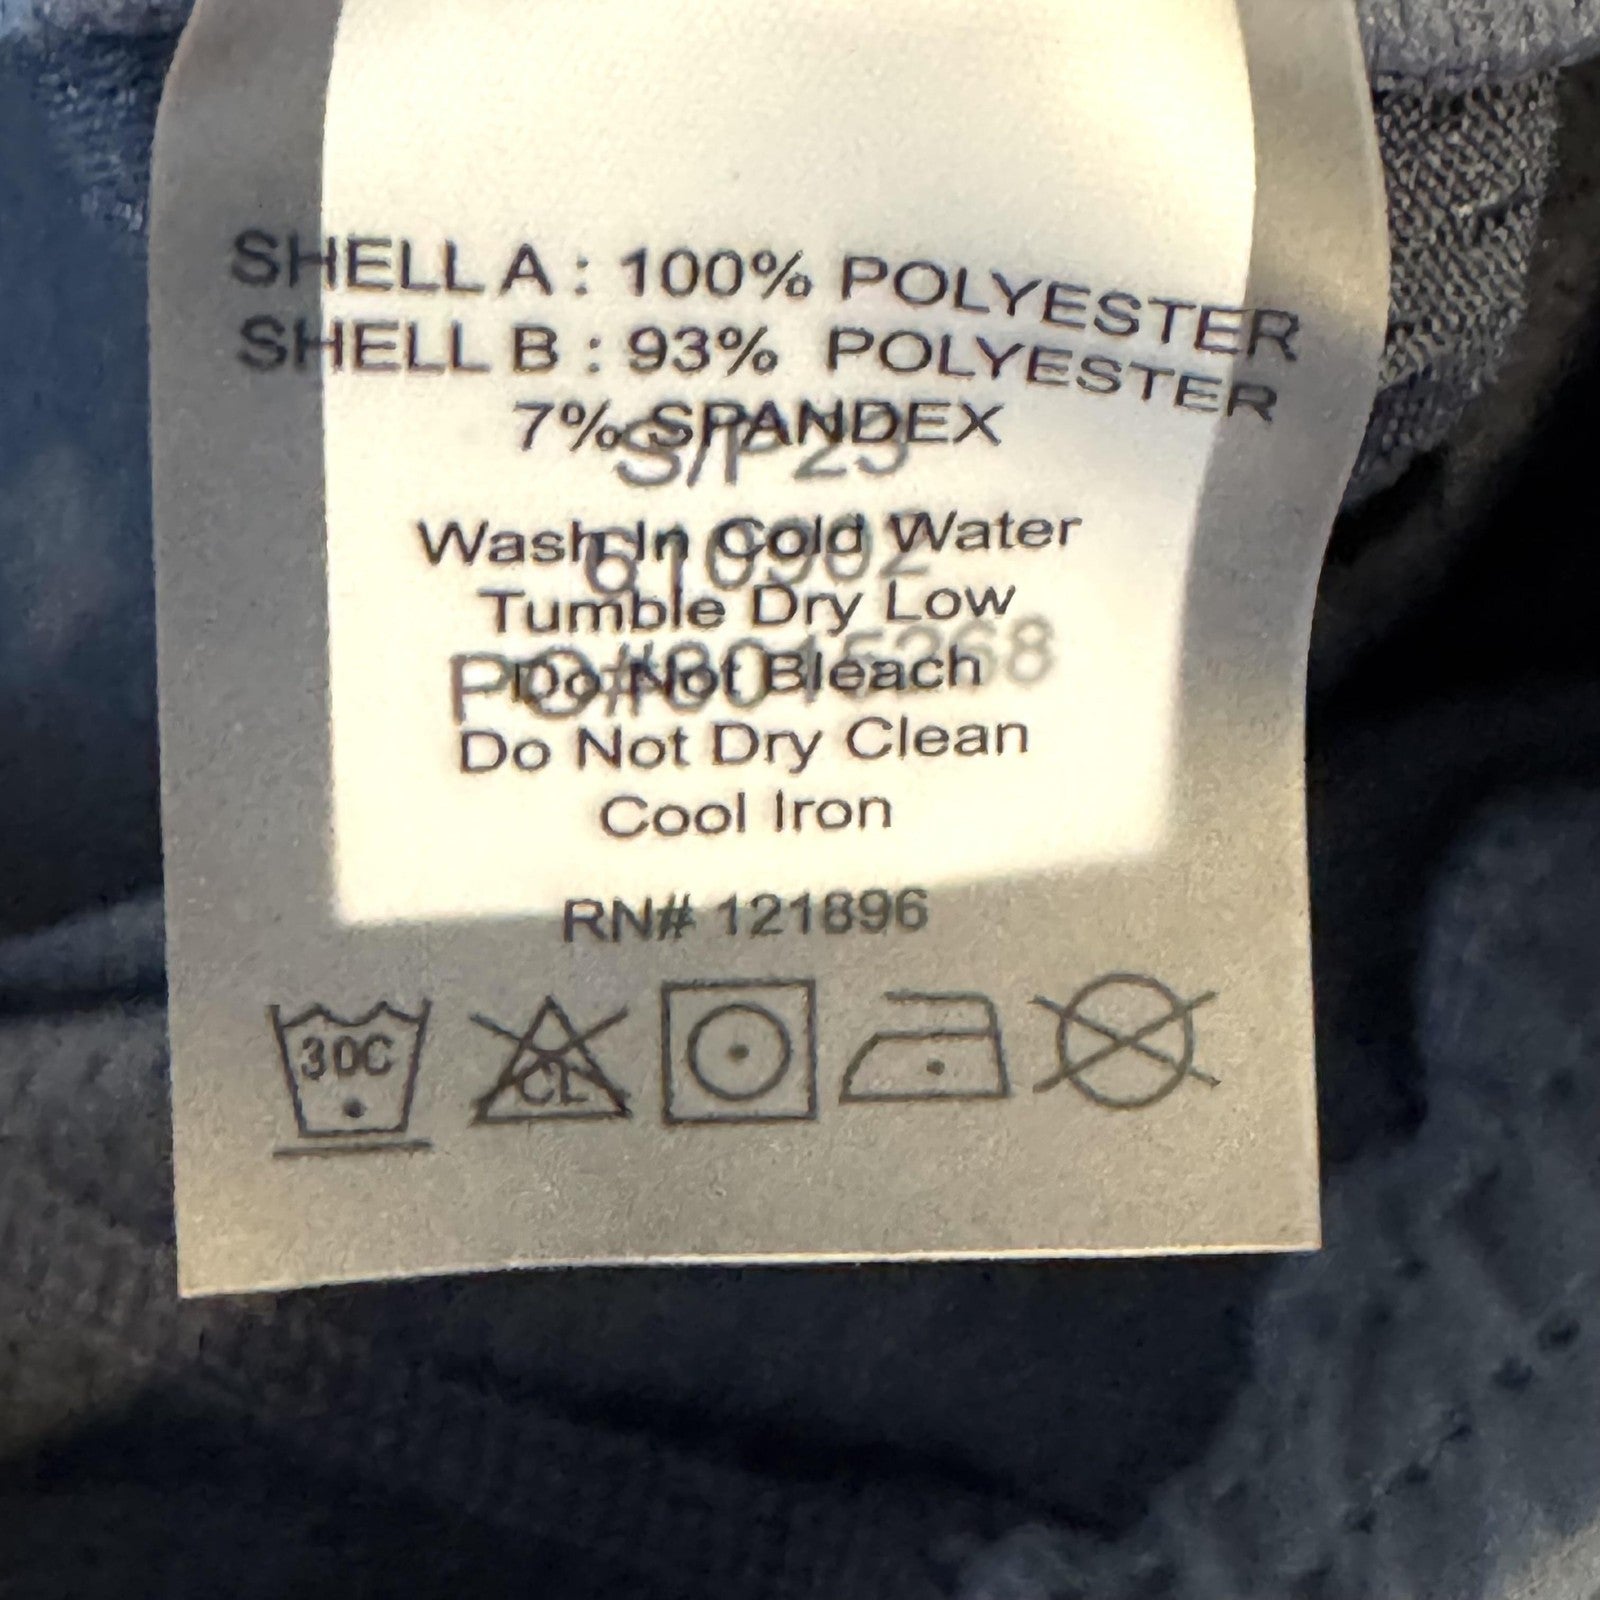 SHELL A : 100% POLYESTER
SHELL B : 93% POLYESTER
7% SPANDEX
S/P 23
Wash In Cold Water
Tumble Dry Low
Do Not Bleach
Do Not Dry Clean
Cool Iron
RN# 121896
30C
CL